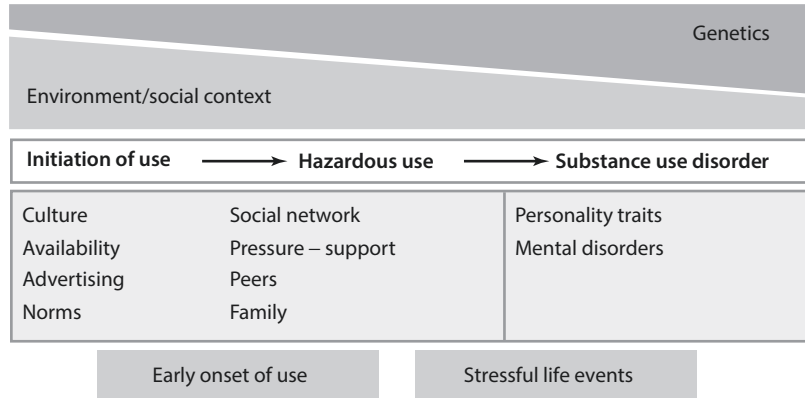 Genetics
Environment/social context
Initiation of use Hazardous use Substance use disorder
Culture Social network Personality traits
Availability Pressure – support Mental disorders
Advertising Peers
Norms Family
Early onset of use Stressful life events